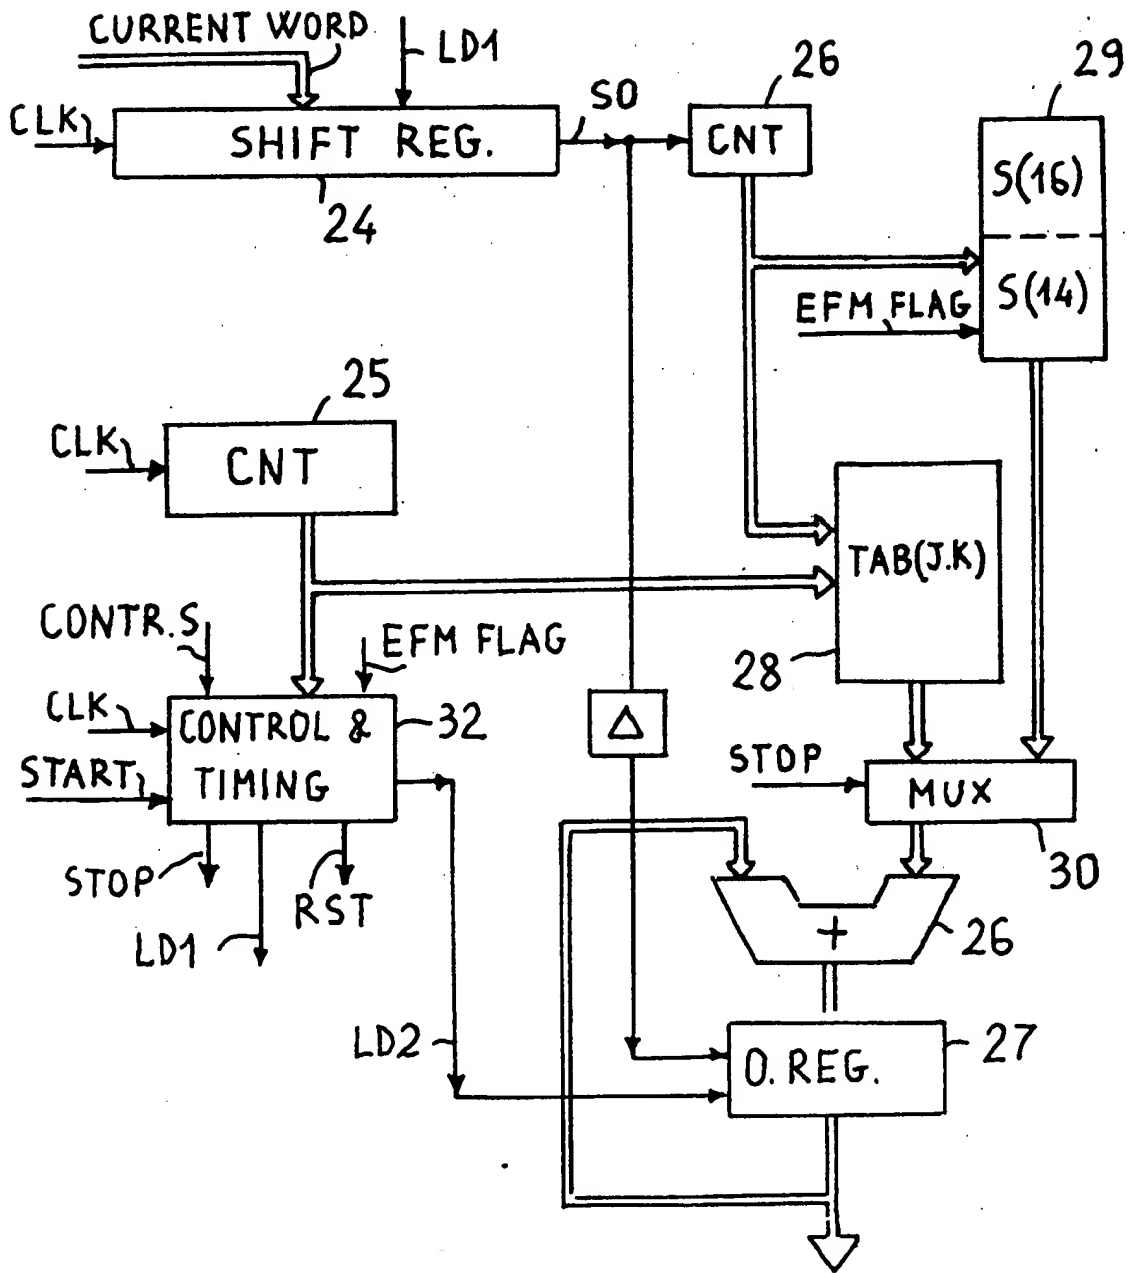 CURRENT WORD
LD1
CLK
SHIFT REG.
24
SO
26
CNT
29
S(16)
S(14)
EFM FLAG
25
CLK
CNT
TAB(J.K)
28
CONTR.S
EFM FLAG
CLK
CONTROL &
TIMING
32
START
STOP
LD1
RST
Δ
STOP
MUX
30
+
26
LD2
O. REG.
27